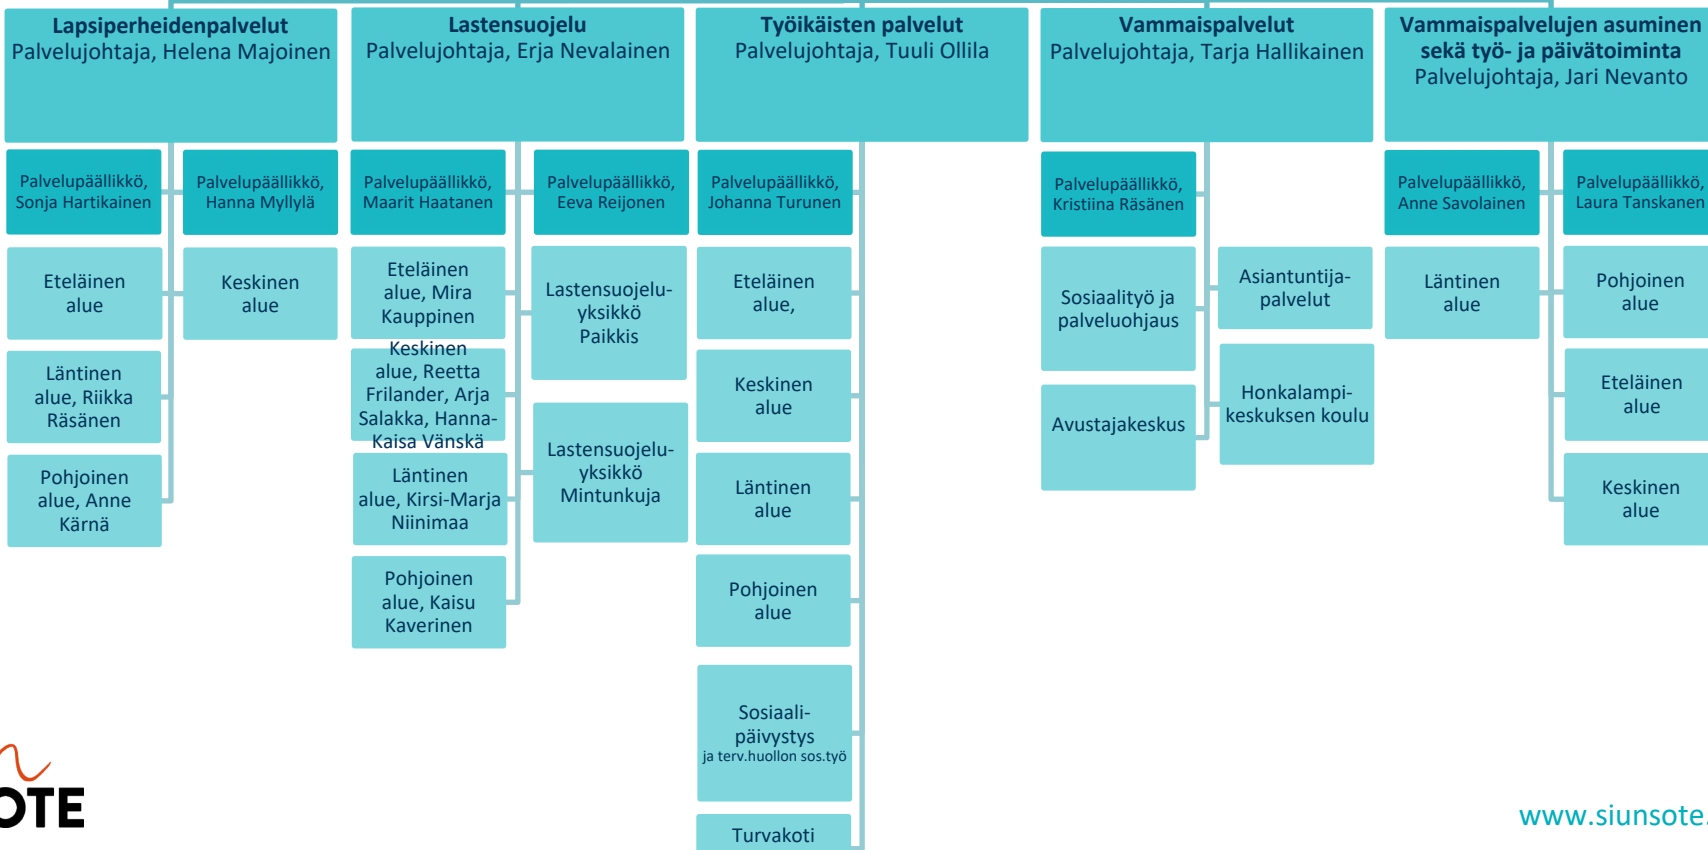 Lapsiperheidenpalvelut
Palvelujohtaja, Helena Majoinen
Lastensuojelu
Palvelujohtaja, Erja Nevalainen
Työikäisten palvelut
Palvelujohtaja, Tuuli Ollila
Vammaispalvelut
Palvelujohtaja, Tarja Hallikainen
Vammaispalvelujen asuminen
sekä työ- ja päivätoiminta
Palvelujohtaja, Jari Nevanto
Palvelupäällikkö,
Sonja Hartikainen
Palvelupäällikkö,
Hanna Myllylä
Eteläinen
alue
Keskinen
alue
Läntinen
alue, Riikka
Räsänen
Pohjoinen
alue, Anne
Kärnä
Palvelupäällikkö,
Maarit Haatanen
Palvelupäällikkö,
Eeva Reijonen
Eteläinen
alue, Mira
Kauppinen
Keskinen
alue, Reetta
Frilander, Arja
Salakka, Hanna-
Kaisa Vänskä
Läntinen
alue, Kirsi-Marja
Niinimaa
Pohjoinen
alue, Kaisu
Kaverinen
Lastensuojelu-
yksikkö
Paikkis
Lastensuojelu-
yksikkö
Mintunkuja
Palvelupäällikkö,
Johanna Turunen
Eteläinen
alue,
Keskinen
alue
Läntinen
alue
Pohjoinen
alue
Sosiaali-
päivystys
ja terv.huollon sos.työ
Turvakoti
Palvelupäällikkö,
Kristiina Räsänen
Sosiaalityö ja
palveluohjaus
Asiantuntija-
palvelut
Avustajakeskus
Honkalampi-
keskuksen koulu
Palvelupäällikkö,
Anne Savolainen
Palvelupäällikkö,
Laura Tanskanen
Läntinen
alue
Pohjoinen
alue
Eteläinen
alue
Keskinen
alue
OTE
www.siunsote.